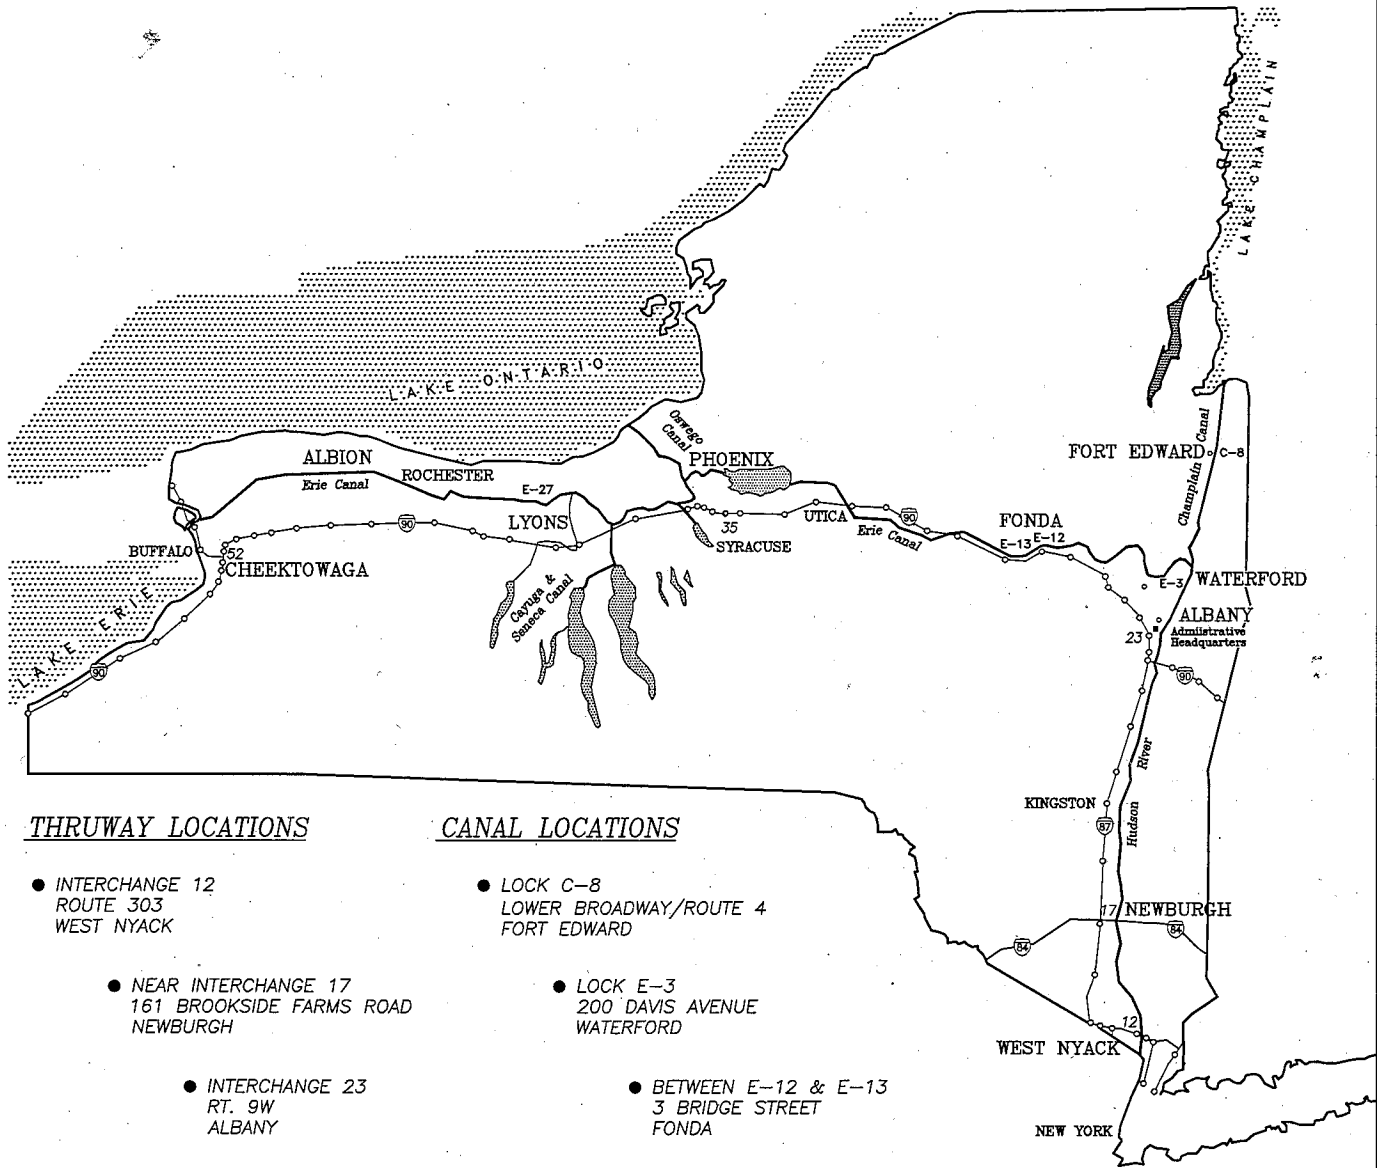 LAKE CHAMPLAIN
LAKE ONTARIO
Oswego
Canal
Champlain Canal
FORT EDWARD
C-8
PHOENIX
ALBION
ROCHESTER
Erie Canal
E-27
LYONS
35
SYRACUSE
UTICA
90
90
Erie Canal
FONDA
E-13
E-12
BUFFALO
52
CHEEKTOWAGA
Cayuga &
Seneca Canal
E-3
WATERFORD
ALBANY
Admiistrative
Headquarters
23
LAKE ERIE
90
90
Hudson River
KINGSTON
87
17
NEWBURGH
84
84
12
WEST NYACK
NEW YORK
THRUWAY LOCATIONS
● INTERCHANGE 12
ROUTE 303
WEST NYACK
● NEAR INTERCHANGE 17
161 BROOKSIDE FARMS ROAD
NEWBURGH
● INTERCHANGE 23
RT. 9W
ALBANY
CANAL LOCATIONS
● LOCK C-8
LOWER BROADWAY/ROUTE 4
FORT EDWARD
● LOCK E-3
200 DAVIS AVENUE
WATERFORD
● BETWEEN E-12 & E-13
3 BRIDGE STREET
FONDA